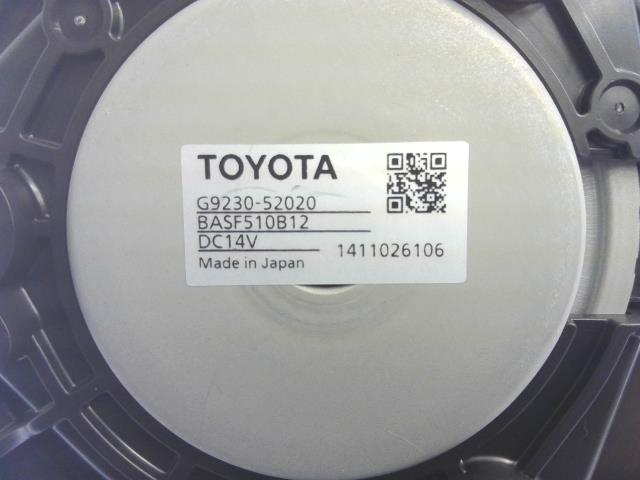 TOYOTA
G9230-52020
BASF510B12
DC14V
1411026106
Made in Japan